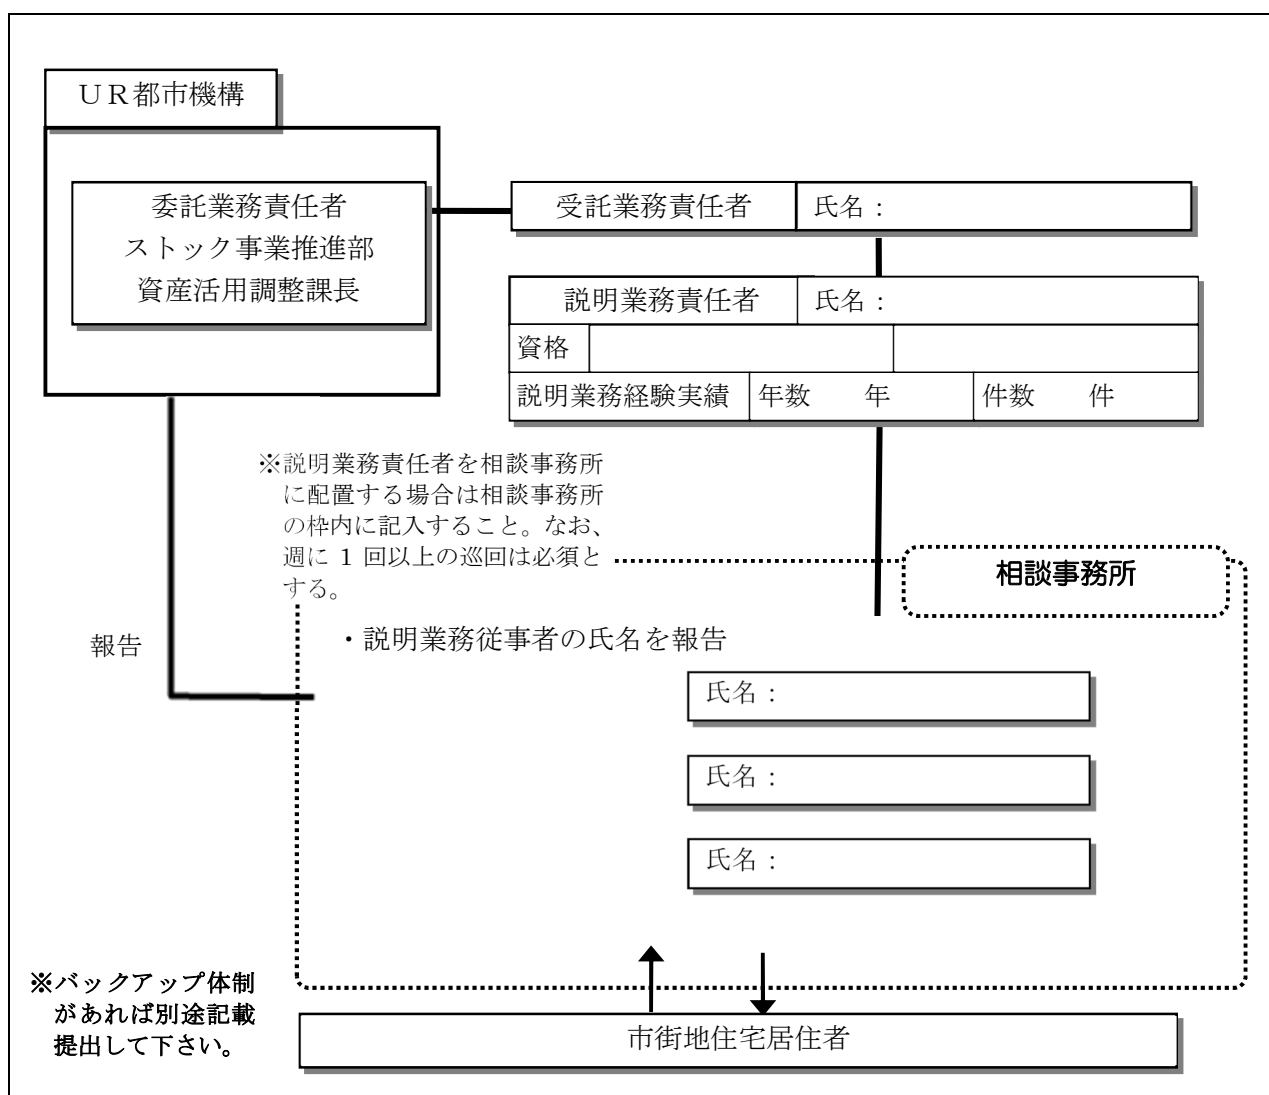 ＵＲ都市機構
委託業務責任者
ストック事業推進部
資産活用調整課長
受託業務責任者　氏名：
説明業務責任者　氏名：
資格
説明業務経験実績　年数　　年　件数　　件
※説明業務責任者を相談事務所
に配置する場合は相談事務所
の枠内に記入すること。なお、
週に 1 回以上の巡回は必須と
する。
相談事務所
報告
・説明業務従事者の氏名を報告
氏名：
氏名：
氏名：
※バックアップ体制
があれば別途記載
提出して下さい。
市街地住宅居住者